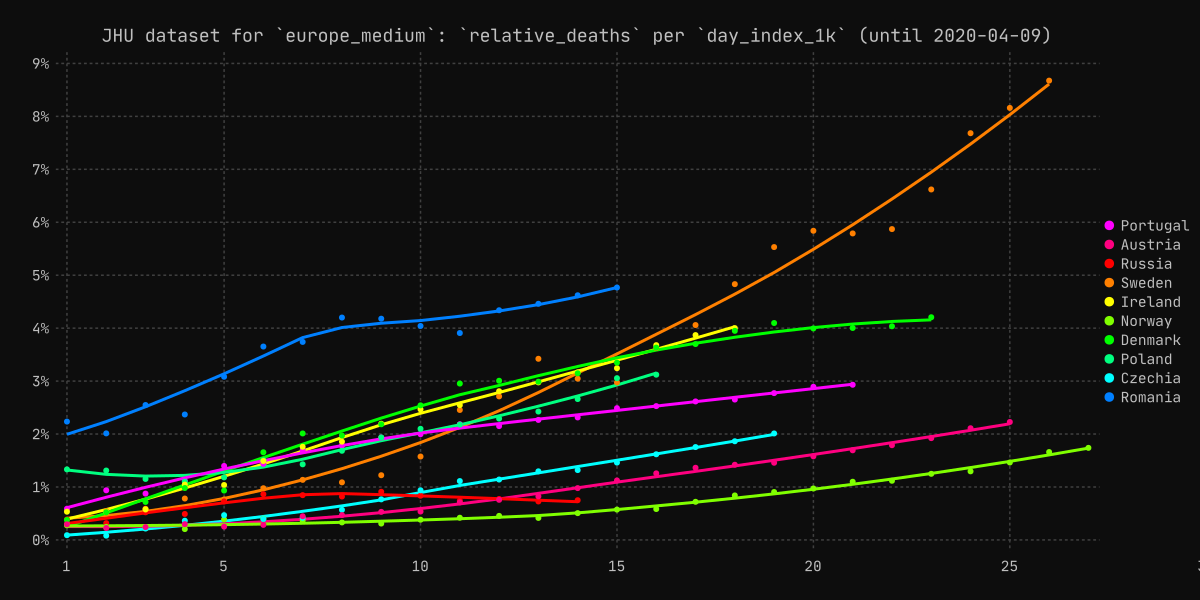 JHU dataset for `europe_medium`: `relative_deaths` per `day_index_1k` (until 2020-04-09)
9%
8%
7%
6%
5%
4%
3%
2%
1%
0%
1 5 10 15 20 25
Portugal
Austria
Russia
Sweden
Ireland
Norway
Denmark
Poland
Czechia
Romania